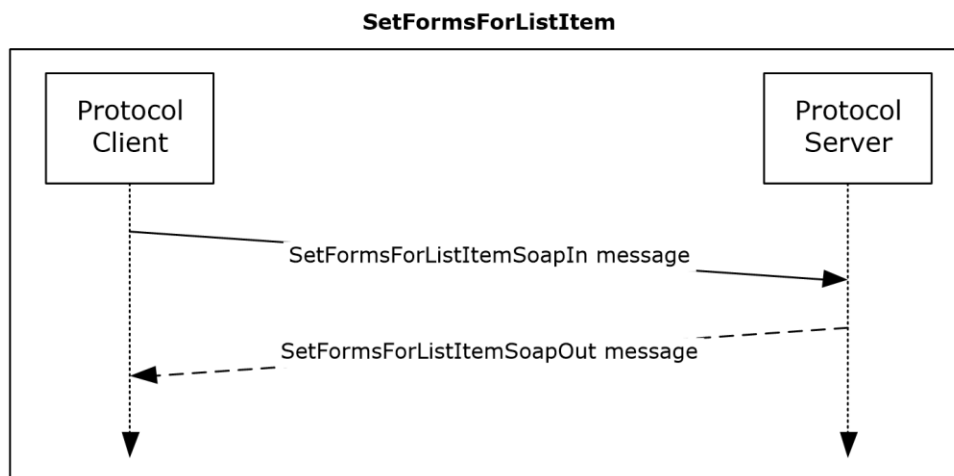 SetFormsForListItem
Protocol
Client
Protocol
Server
SetFormsForListItemSoapIn message
SetFormsForListItemSoapOut message